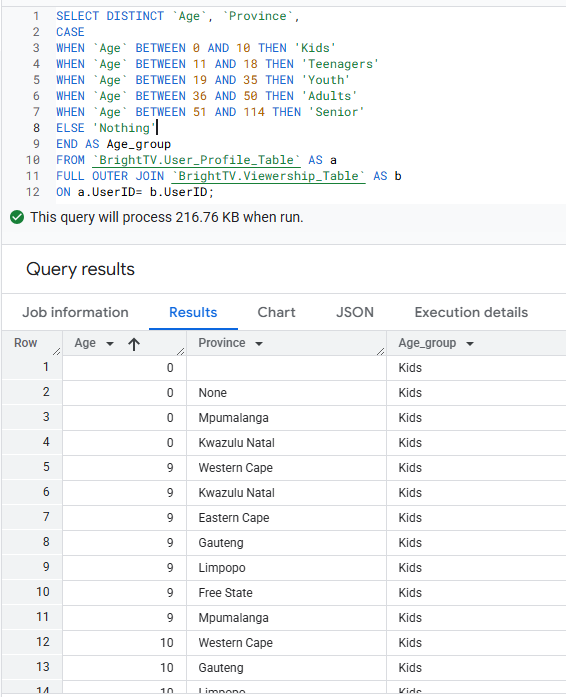 1 SELECT DISTINCT `Age`, `Province`,
2 CASE
3 WHEN `Age` BETWEEN 0 AND 10 THEN 'Kids'
4 WHEN `Age` BETWEEN 11 AND 18 THEN 'Teenagers'
5 WHEN `Age` BETWEEN 19 AND 35 THEN 'Youth'
6 WHEN `Age` BETWEEN 36 AND 50 THEN 'Adults'
7 WHEN `Age` BETWEEN 51 AND 114 THEN 'Senior'
8 ELSE 'Nothing'
9 END AS Age_group
10 FROM `BrightTV.User_Profile_Table` AS a
11 FULL OUTER JOIN `BrightTV.Viewership_Table` AS b
12 ON a.UserID= b.UserID;
This query will process 216.76 KB when run.
Query results
Job information Results Chart JSON Execution details
Row Age Province Age_group
1 0 Kids
2 0 None Kids
3 0 Mpumalanga Kids
4 0 Kwazulu Natal Kids
5 9 Western Cape Kids
6 9 Kwazulu Natal Kids
7 9 Eastern Cape Kids
8 9 Gauteng Kids
9 9 Limpopo Kids
10 9 Free State Kids
11 9 Mpumalanga Kids
12 10 Western Cape Kids
13 10 Gauteng Kids
14 10 Limpopo Kids